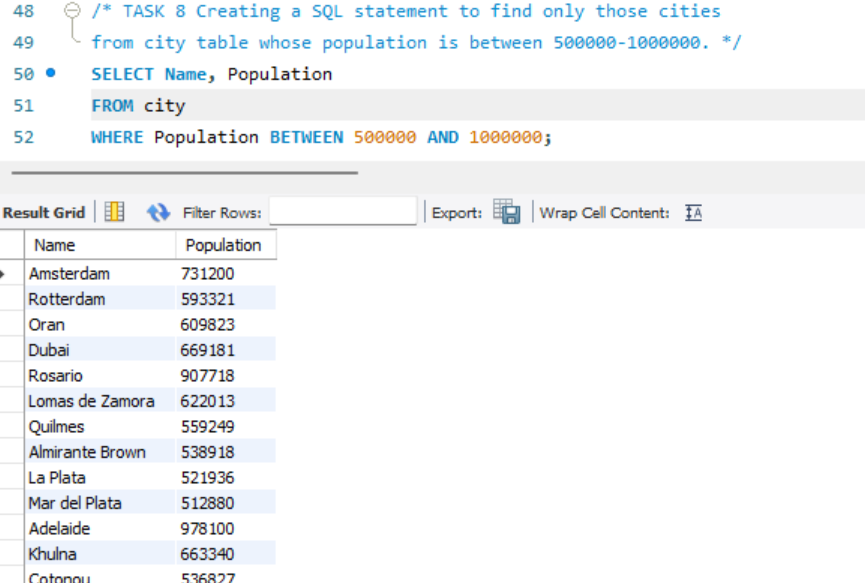 48 /* TASK 8 Creating a SQL statement to find only those cities
49 from city table whose population is between 500000-1000000. */
50 SELECT Name, Population
51 FROM city
52 WHERE Population BETWEEN 500000 AND 1000000;
Result Grid Filter Rows: Export: Wrap Cell Content: IA
Name Population
Amsterdam 731200
Rotterdam 593321
Oran 609823
Dubai 669181
Rosario 907718
Lomas de Zamora 622013
Quilmes 559249
Almirante Brown 538918
La Plata 521936
Mar del Plata 512880
Adelaide 978100
Khulna 663340
Cotonou 536827